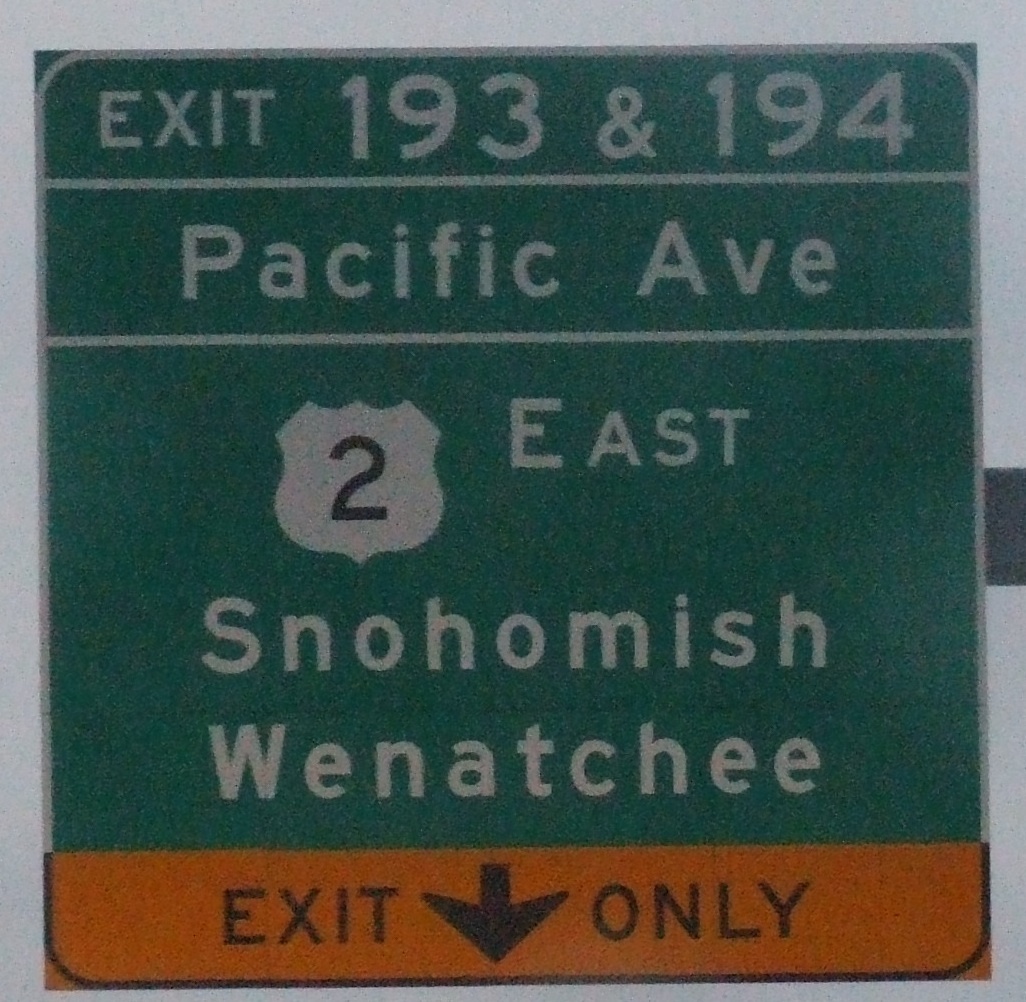 EXIT 193 & 194
Pacific Ave
2 EAST
Snohomish
Wenatchee
EXIT ONLY